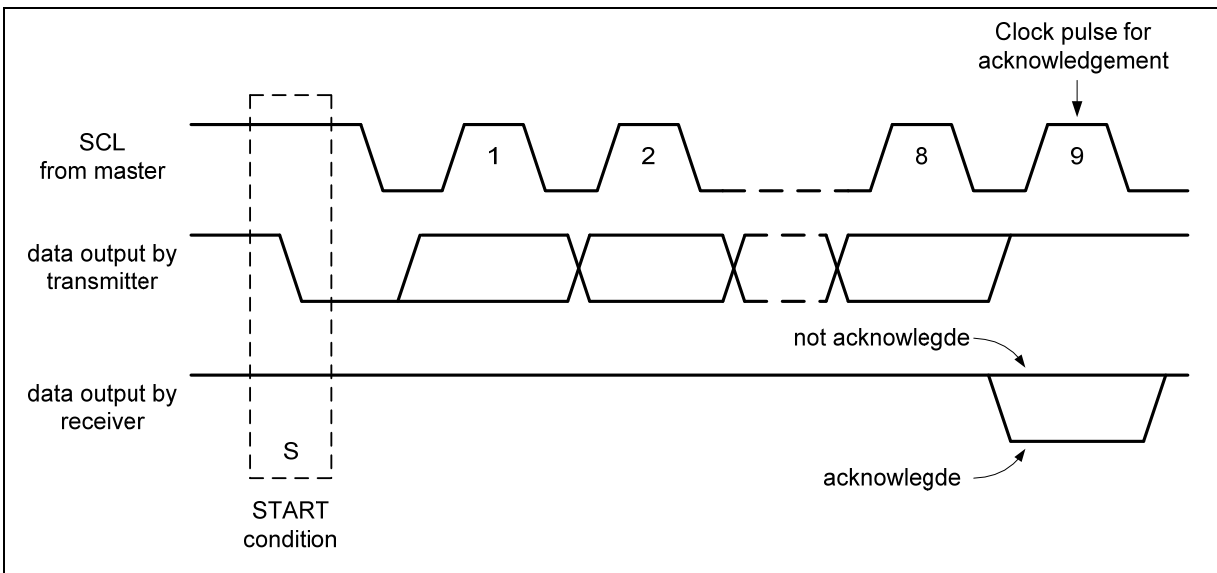 Clock pulse for
acknowledgement
SCL
from master
1
2
8
9
data output by
transmitter
not acknowlegde
data output by
receiver
S
acknowlegde
START
condition